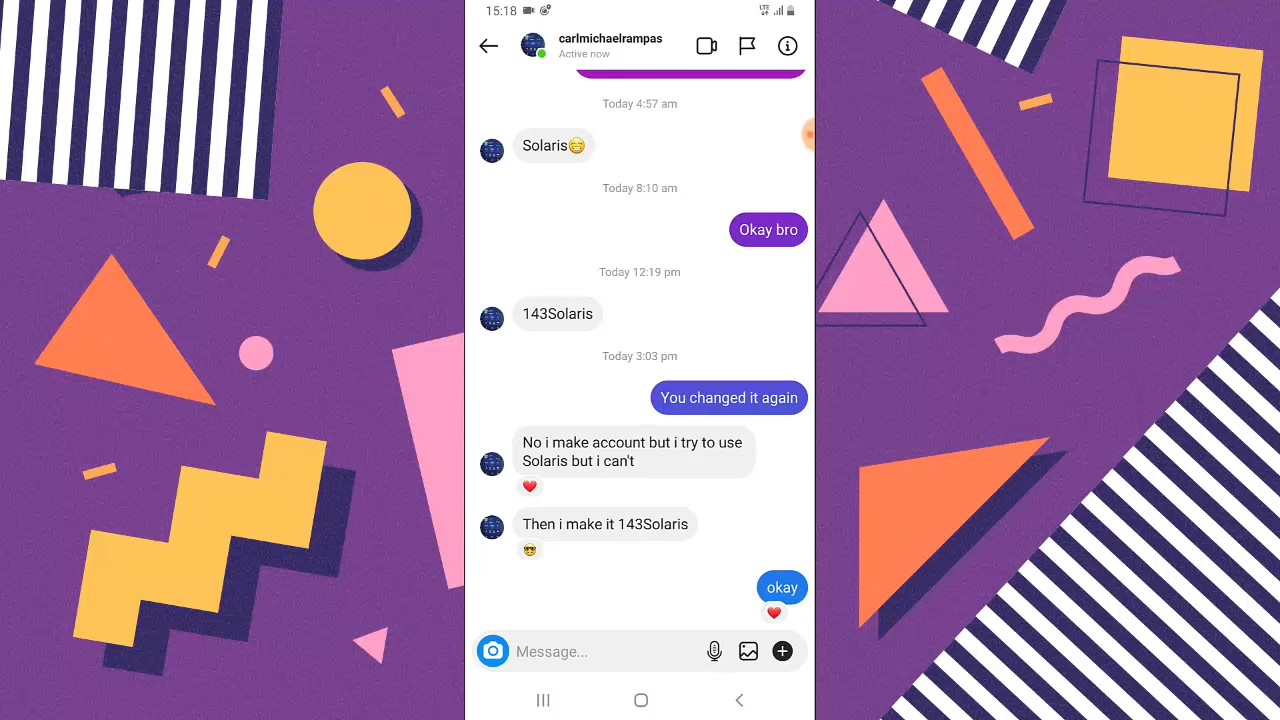 15:18
LTE
carlmichaelrampas
Active now
Today 4:57 am
Solaris😁
Today 8:10 am
Okay bro
Today 12:19 pm
143Solaris
Today 3:03 pm
You changed it again
No i make account but i try to use
Solaris but i can't
Then i make it 143Solaris
okay
Message...